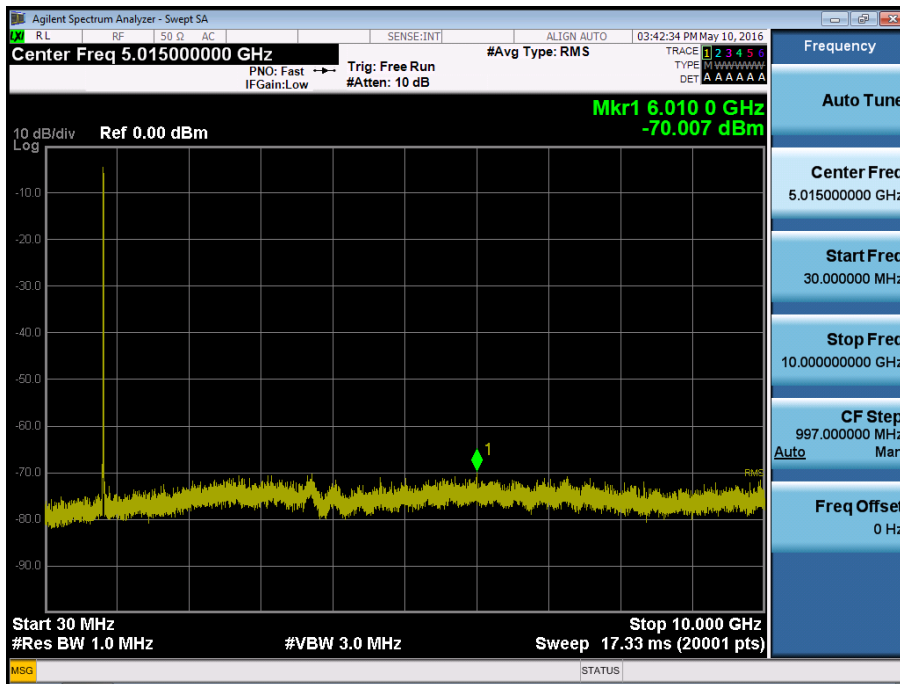 Agilent Spectrum Analyzer - Swept SA
LXI RL RF 50 Ω AC SENSE:INT ALIGN AUTO 03:42:34 PM May 10, 2016
Center Freq 5.015000000 GHz
#Avg Type: RMS
TRACE 1 2 3 4 5 6
PNO: Fast
Trig: Free Run
TYPE M WWWWW
IFGain:Low
#Atten: 10 dB
DET A A A A A A
Mkr1 6.010 0 GHz
-70.007 dBm
10 dB/div Ref 0.00 dBm
Log
-10.0
-20.0
-30.0
-40.0
-50.0
-60.0
1
-70.0
RMS
-80.0
-90.0
Start 30 MHz Stop 10.000 GHz
#Res BW 1.0 MHz #VBW 3.0 MHz Sweep 17.33 ms (20001 pts)
MSG STATUS
Frequency
Auto Tune
Center Freq
5.015000000 GHz
Start Freq
30.000000 MHz
Stop Freq
10.000000000 GHz
CF Step
997.000000 MHz
Auto Man
Freq Offset
0 Hz